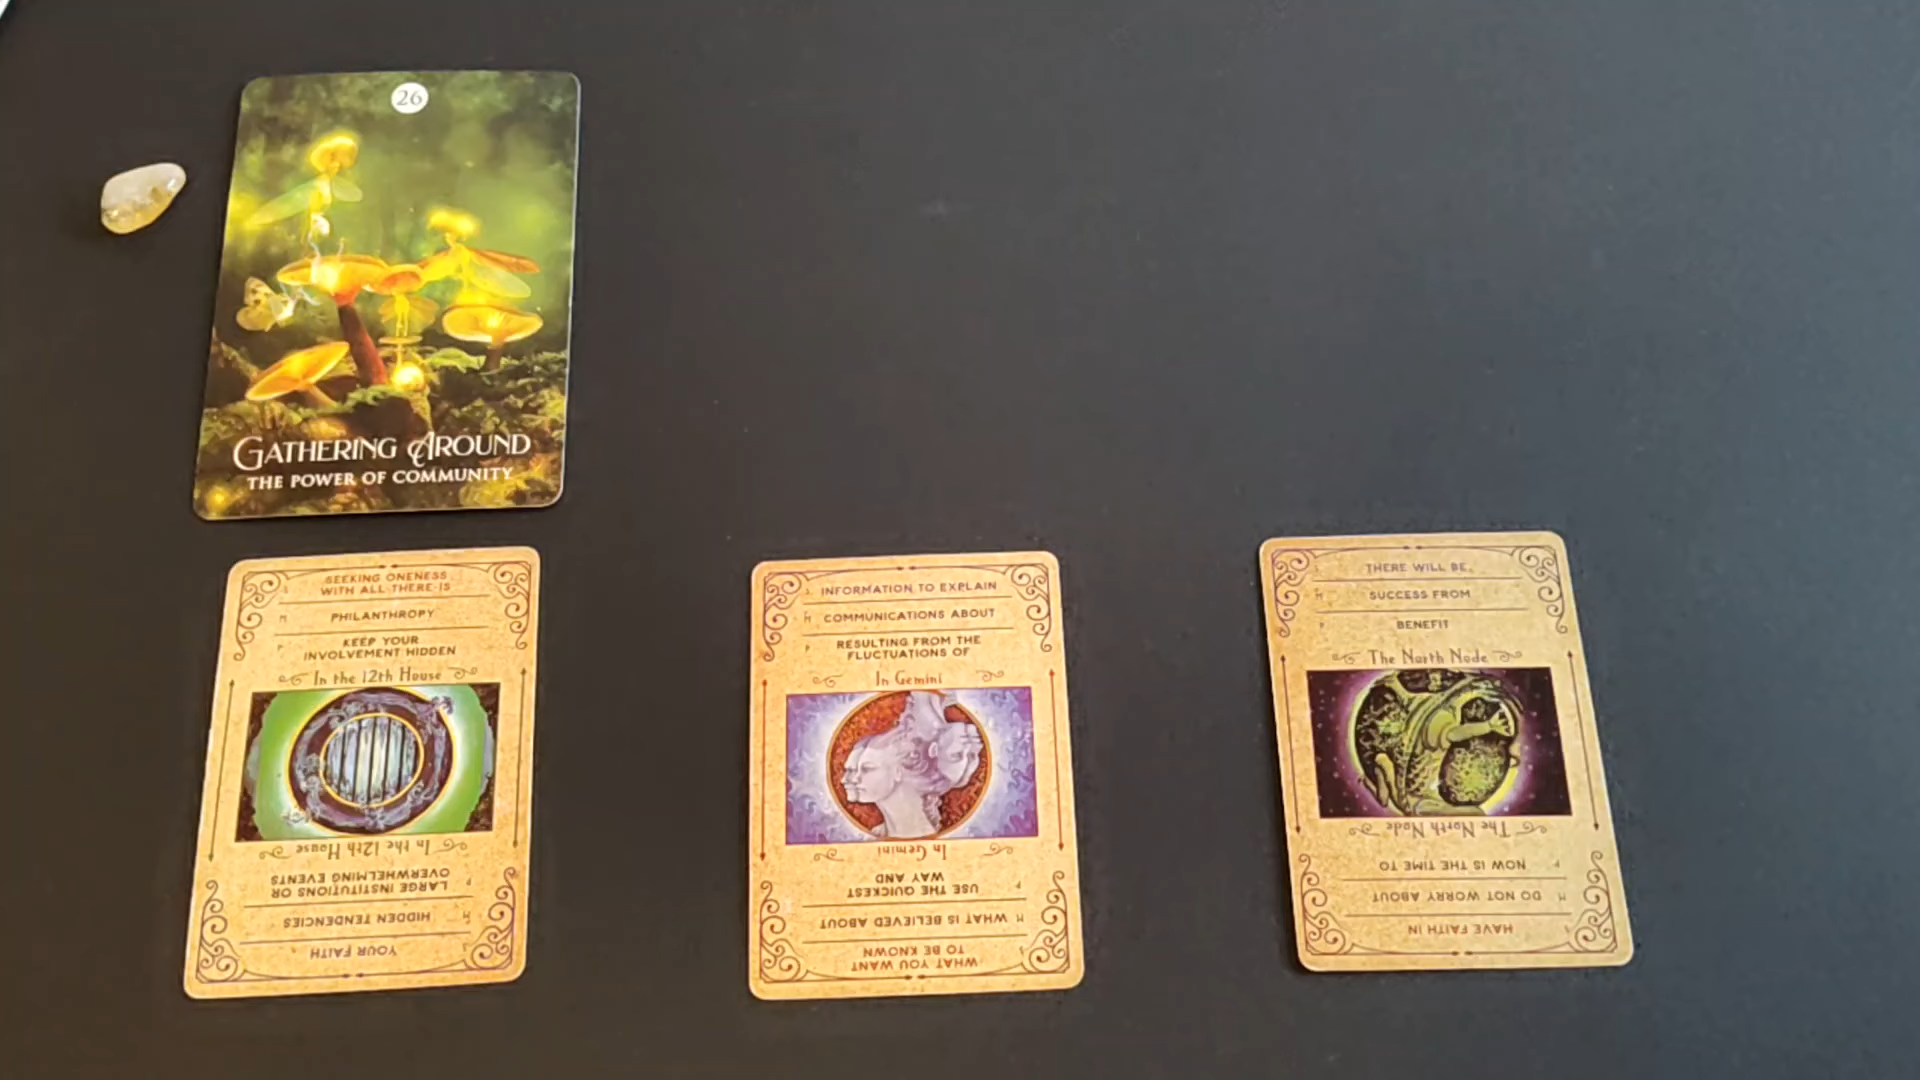 26
GATHERING AROUND
THE POWER OF COMMUNITY
SEEKING ONENESS
WITH ALL THERE IS
M PHILANTHROPY
P KEEP YOUR
INVOLVEMENT HIDDEN
In the 12th House
In the 12th House
P LARGE INSTITUTIONS OR
OVERWHELMING EVENTS
M HIDDEN TENDENCIES
YOUR FAITH
INFORMATION TO EXPLAIN
M COMMUNICATIONS ABOUT
P RESULTING FROM THE
FLUCTUATIONS OF
In Gemini
In Gemini
P USE THE QUICKEST
WAY AND
M WHAT IS BELIEVED ABOUT
WHAT YOU WANT
TO BE KNOWN
THERE WILL BE
M SUCCESS FROM
P BENEFIT
The North Node
The North Node
P NOW IS THE TIME TO
M DO NOT WORRY ABOUT
HAVE FAITH IN